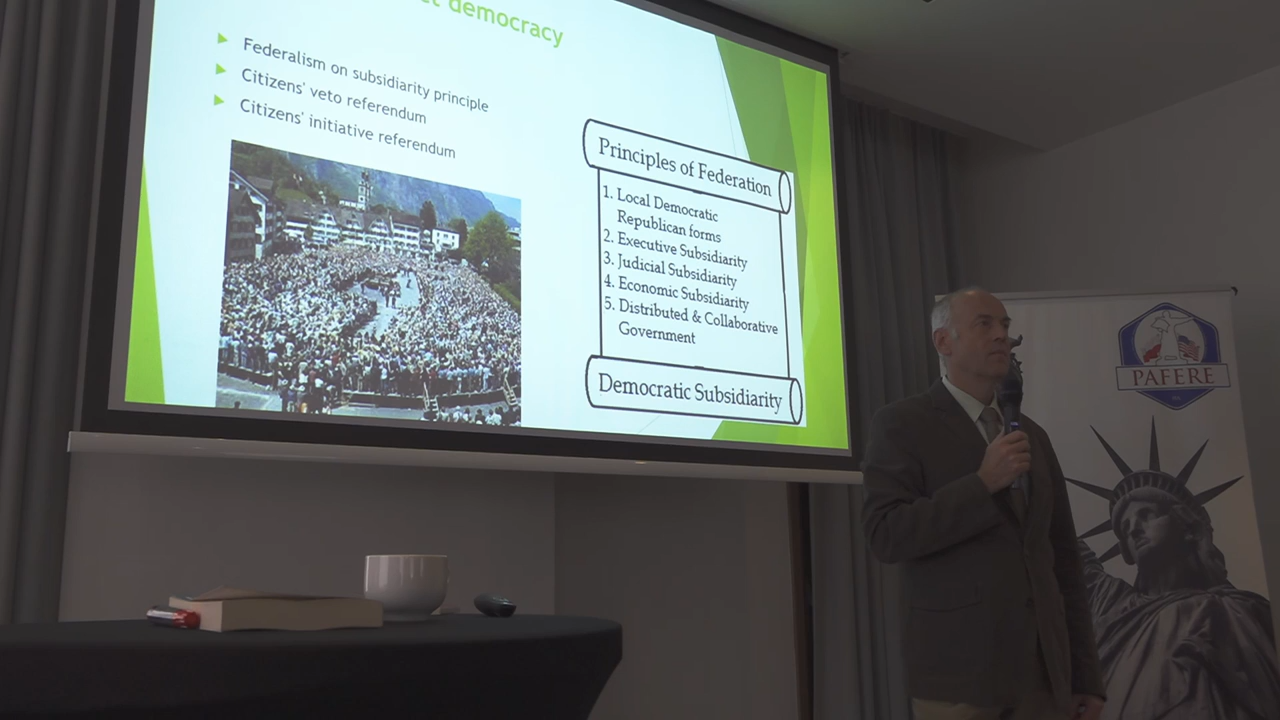 democracy
Federalism on subsidiarity principle
Citizens' veto referendum
Citizens' initiative referendum
Principles of Federation
1. Local Democratic
Republican forms
2. Executive Subsidiarity
3. Judicial Subsidiarity
4. Economic Subsidiarity
5. Distributed & Collaborative
Government
Democratic Subsidiarity
PAFERE